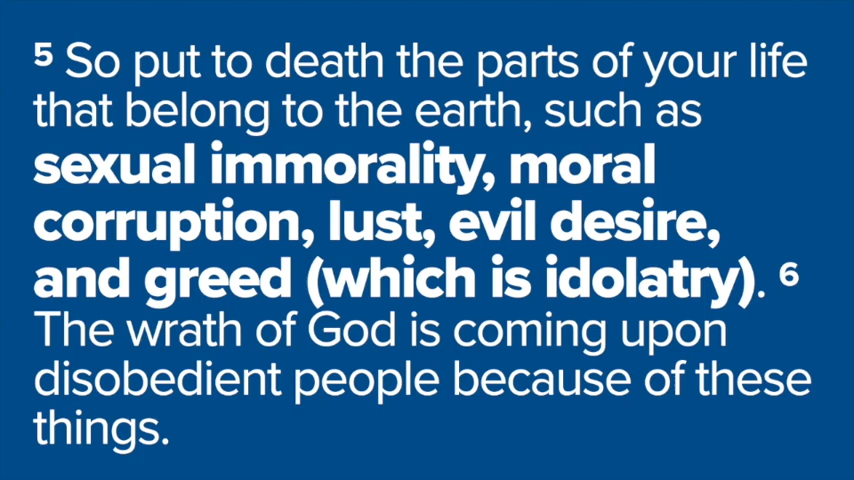 ⁵ So put to death the parts of your life
that belong to the earth, such as
sexual immorality, moral
corruption, lust, evil desire,
and greed (which is idolatry). ⁶
The wrath of God is coming upon
disobedient people because of these
things.